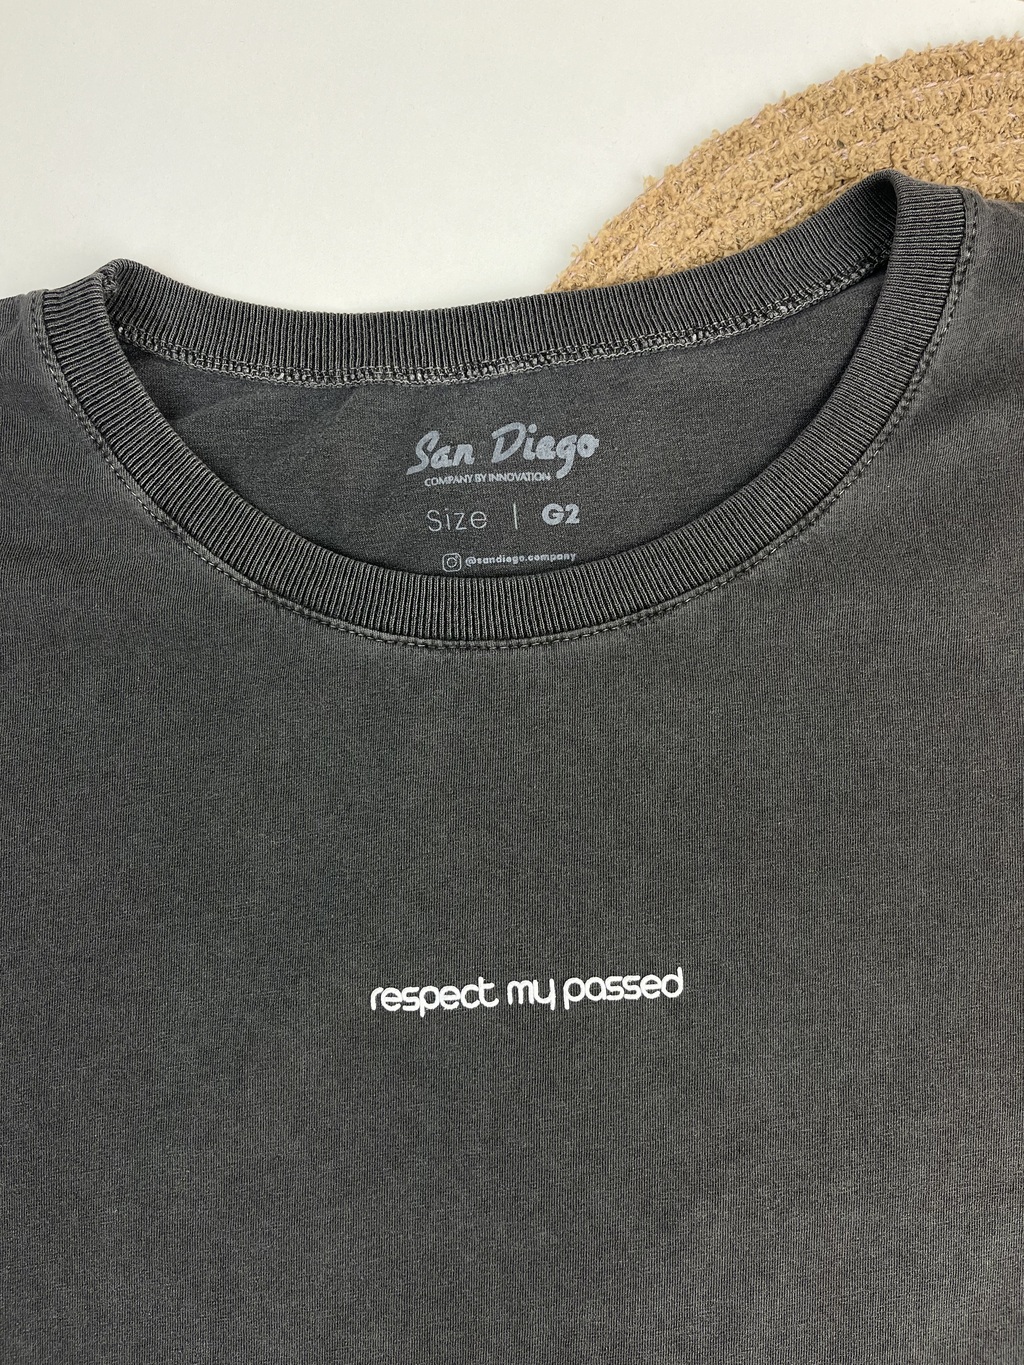 San Diego
COMPANY BY INNOVATION
Size | G2
@sandiego.company
respect my passed